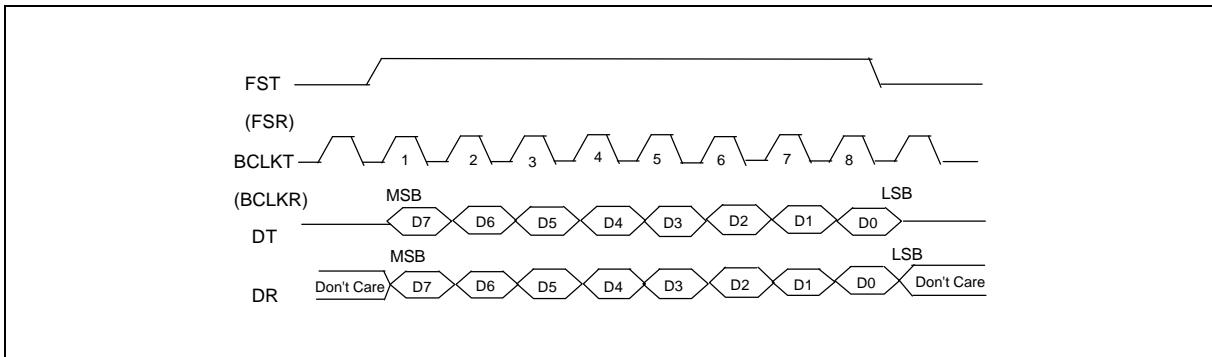 FST
(FSR)
BCLKT 1 2 3 4 5 6 7 8
(BCLKR) MSB LSB
D7 D6 D5 D4 D3 D2 D1 D0
DT
MSB LSB
Don't Care D7 D6 D5 D4 D3 D2 D1 D0 Don't Care
DR